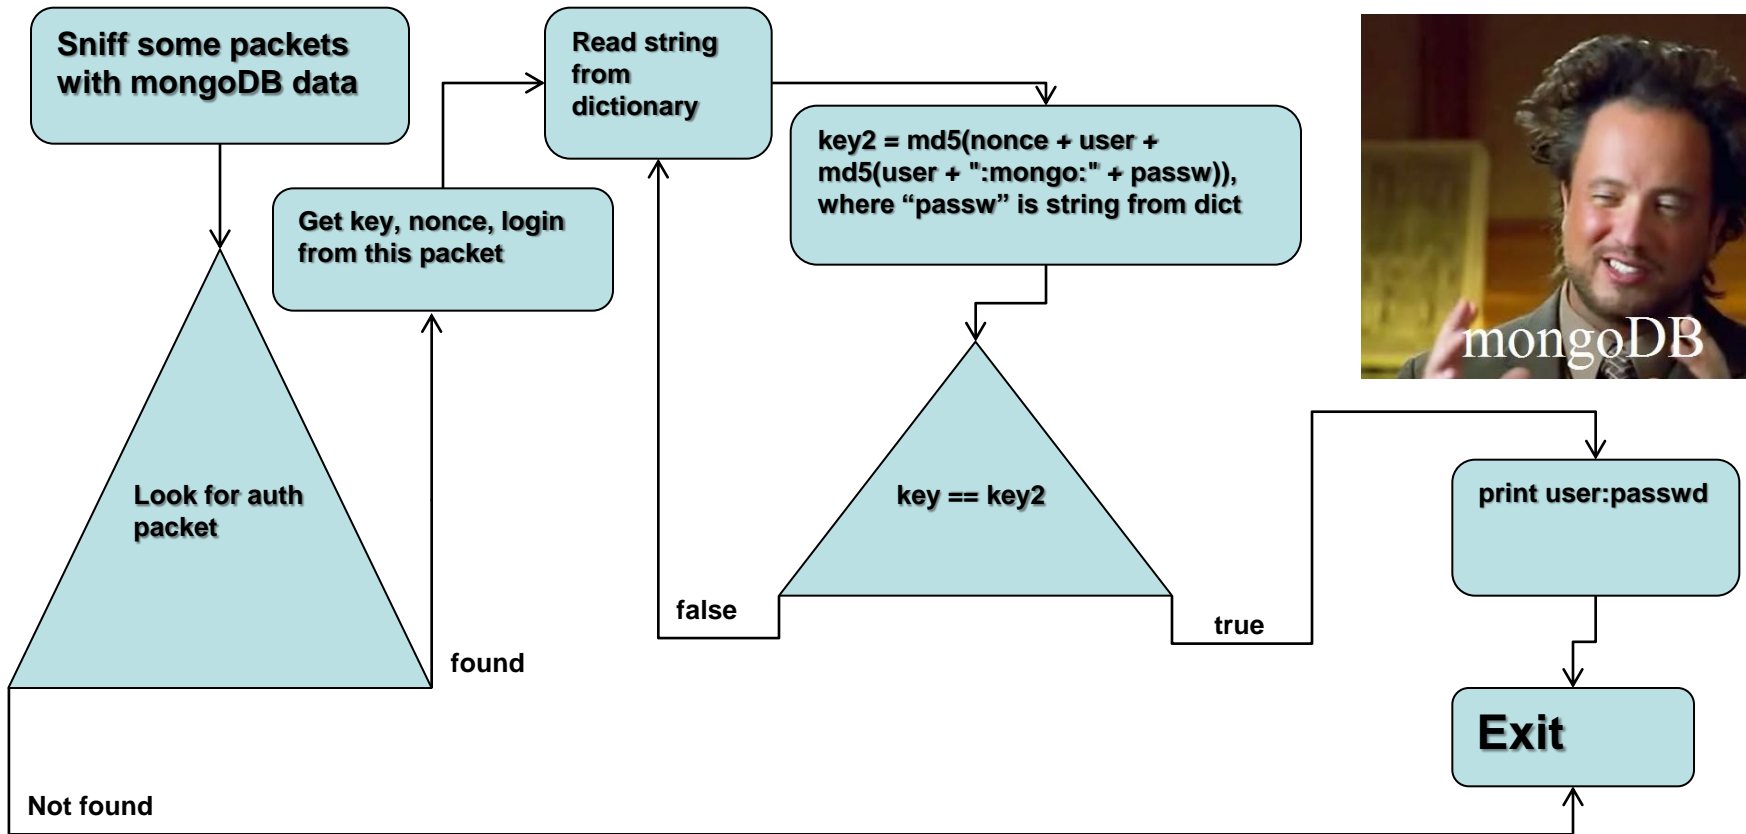 Sniff some packets
with mongoDB data
Read string
from
dictionary
key2 = md5(nonce + user +
md5(user + ":mongo:" + passw)),
where “passw” is string from dict
Get key, nonce, login
from this packet
mongoDB
Look for auth
packet
key == key2
print user:passwd
false
true
found
Exit
Not found